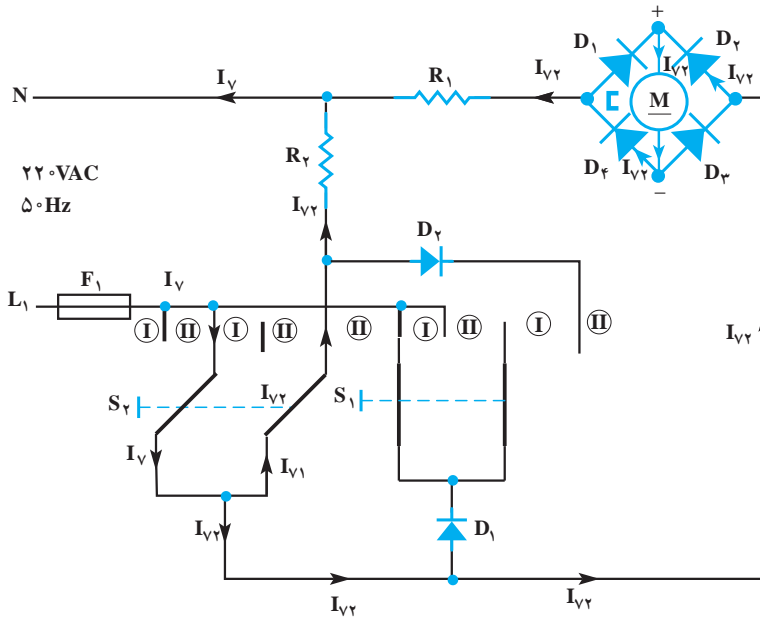 +
D۱ D۲
I۷۲ I۷۲
N I۷ R۱ I۷۲ M
D۴ I۷۲ D۳
−
۲۲۰VAC
R۲
۵۰Hz
I۷۲
D۲
L۱ F۱ I۷
I II I II II I II I II
I۷۲
S۲ I۷۲ S۱
I۷ I۷۱
I۷۲ D۱
I۷۲ I۷۲